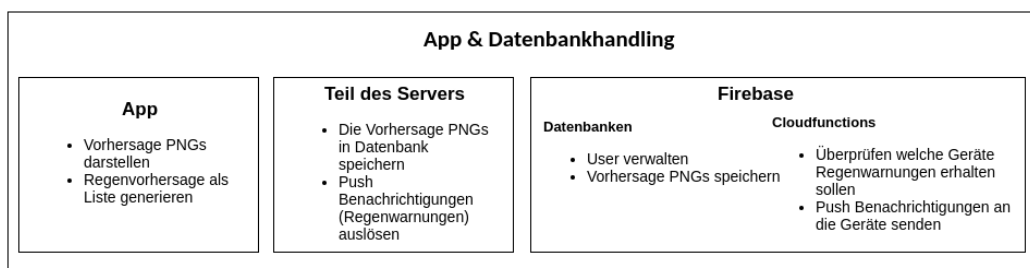 App & Datenbankhandling
App
• Vorhersage PNGs
darstellen
• Regenvorhersage als
Liste generieren
Teil des Servers
• Die Vorhersage PNGs
in Datenbank
speichern
• Push
Benachrichtigungen
(Regenwarnungen)
auslösen
Firebase
Datenbanken
• User verwalten
• Vorhersage PNGs speichern
Cloudfunctions
• Überprüfen welche Geräte
Regenwarnungen erhalten
sollen
• Push Benachrichtigungen an
die Geräte senden